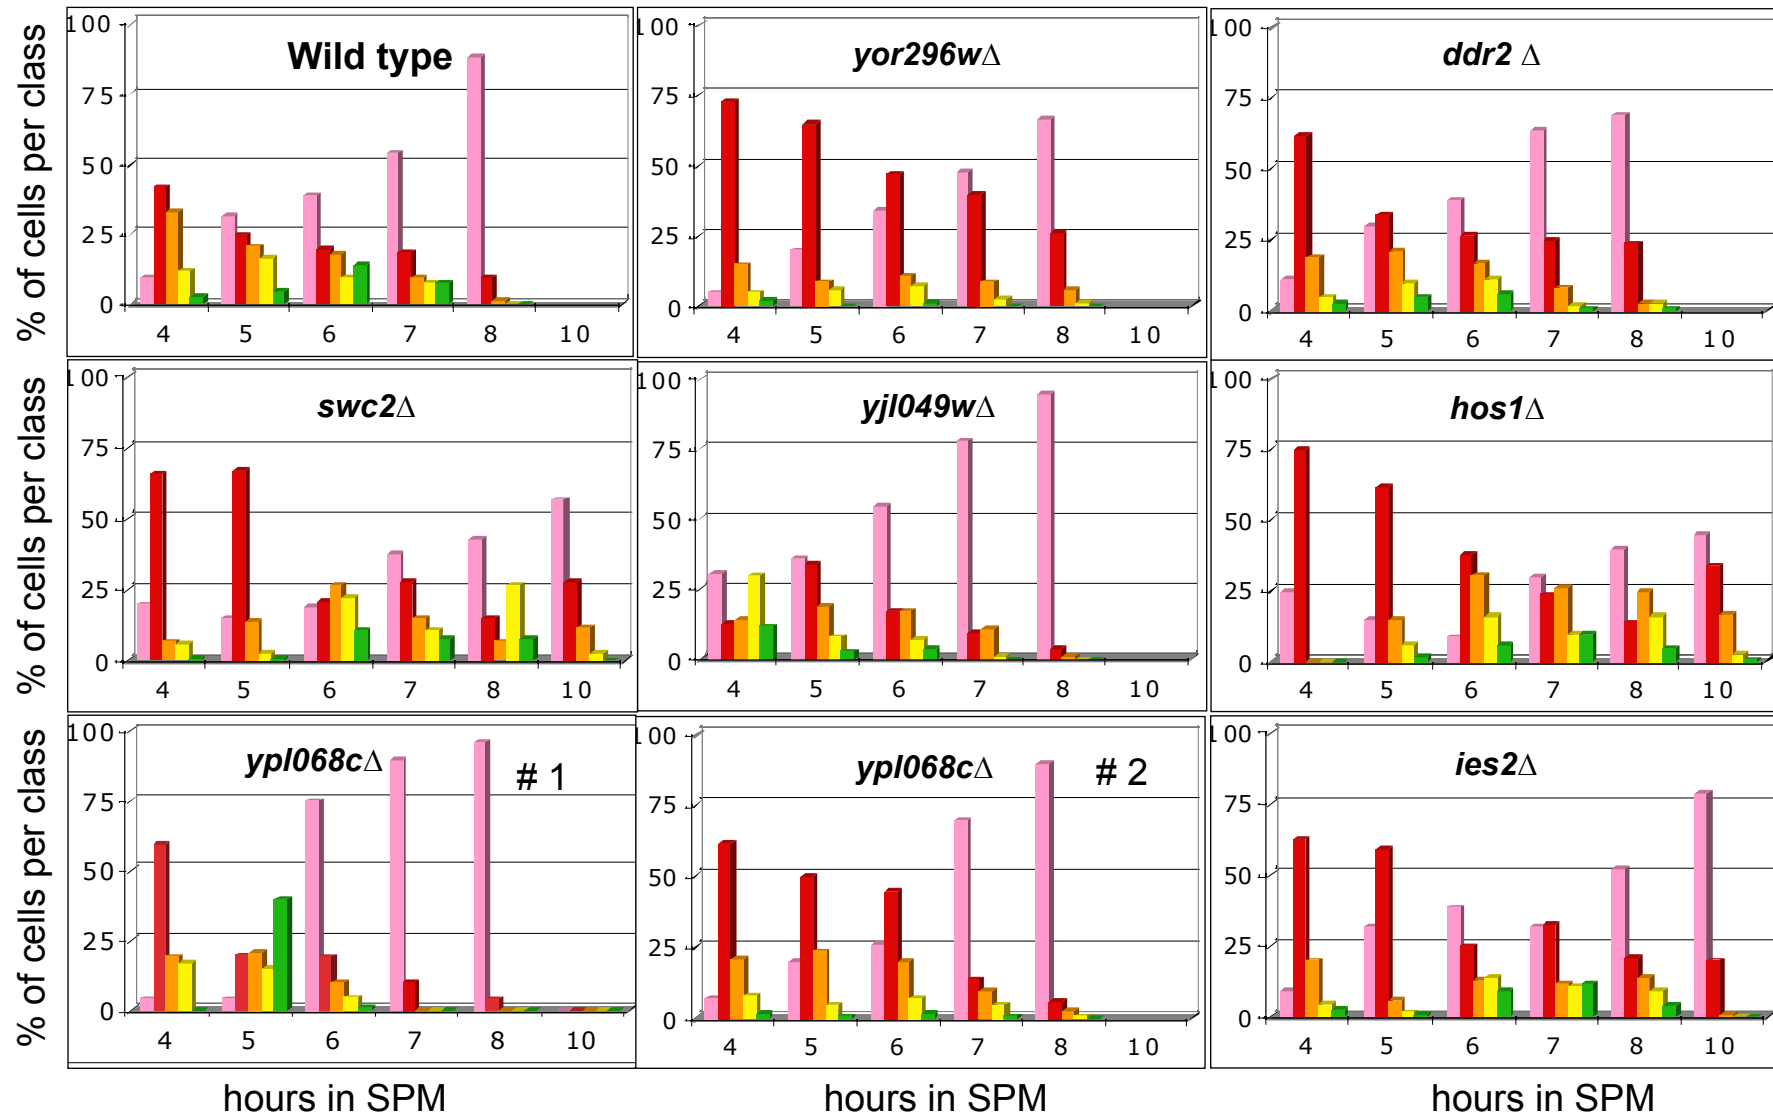 % of cells per class
Wild type
100
75
50
25
0
4 5 6 7 8 10
yor296wΔ
100
75
50
25
0
4 5 6 7 8 10
ddr2 Δ
100
75
50
25
0
4 5 6 7 8 10
% of cells per class
swc2Δ
100
75
50
25
0
4 5 6 7 8 10
yjl049wΔ
100
75
50
25
0
4 5 6 7 8 10
hos1Δ
100
75
50
25
0
4 5 6 7 8 10
% of cells per class
ypl068cΔ # 1
100
75
50
25
0
4 5 6 7 8 10
ypl068cΔ # 2
100
75
50
25
0
4 5 6 7 8 10
ies2Δ
100
75
50
25
0
4 5 6 7 8 10
hours in SPM
hours in SPM
hours in SPM